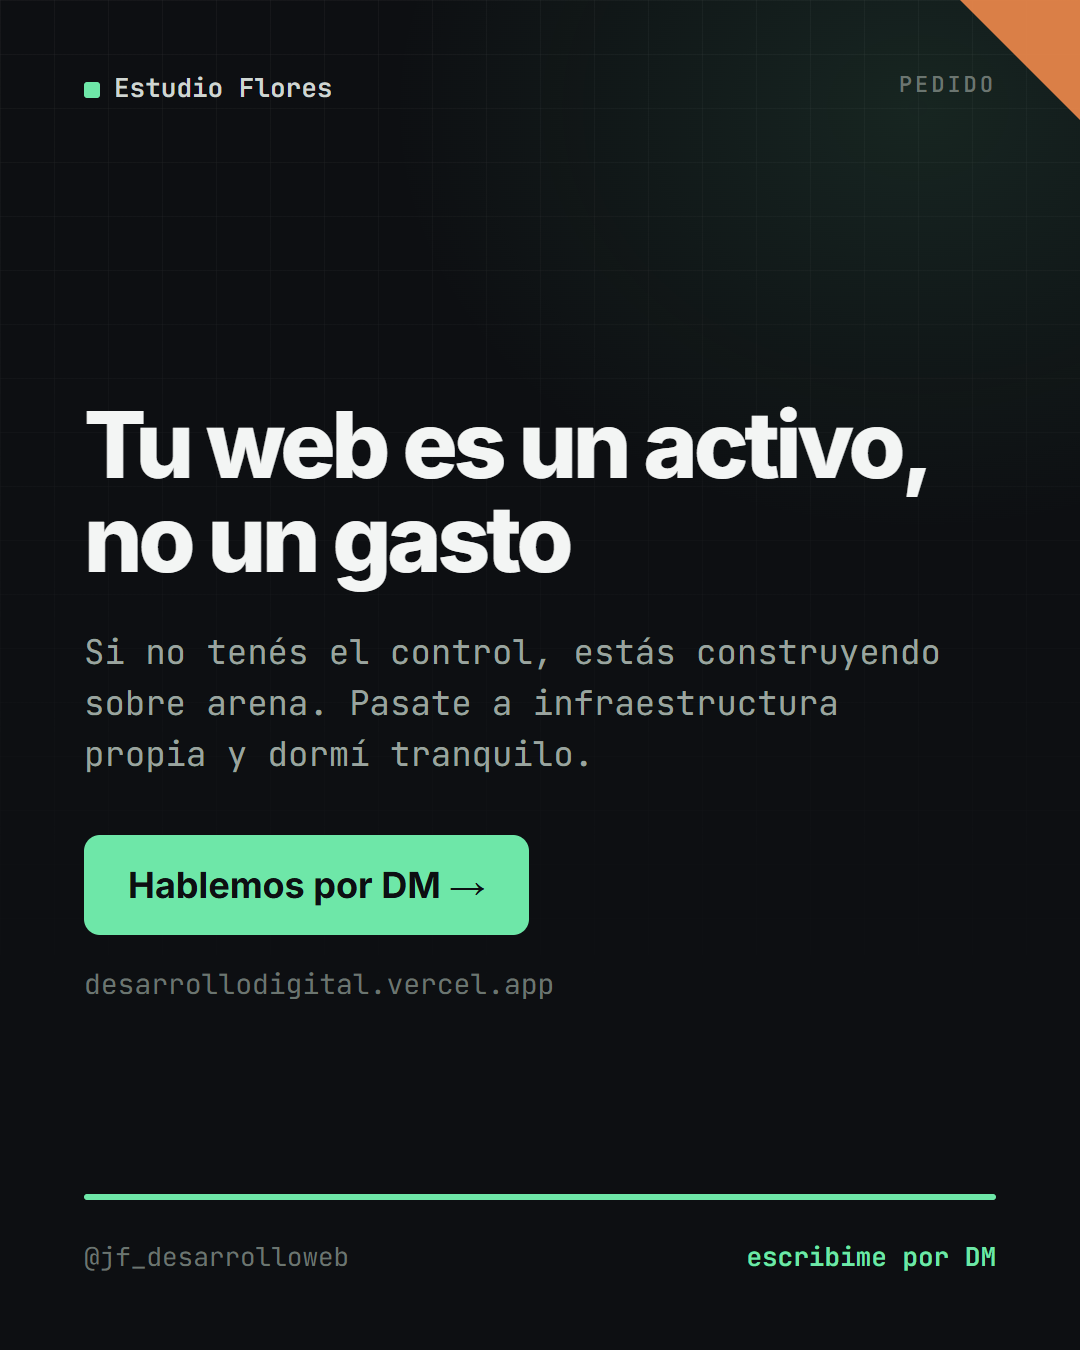 Estudio Flores
PEDIDO
Tu web es un activo,
no un gasto
Si no tenés el control, estás construyendo
sobre arena. Pasate a infraestructura
propia y dormí tranquilo.
Hablemos por DM →
desarrollodigital.vercel.app
@jf_desarrolloweb
escribime por DM